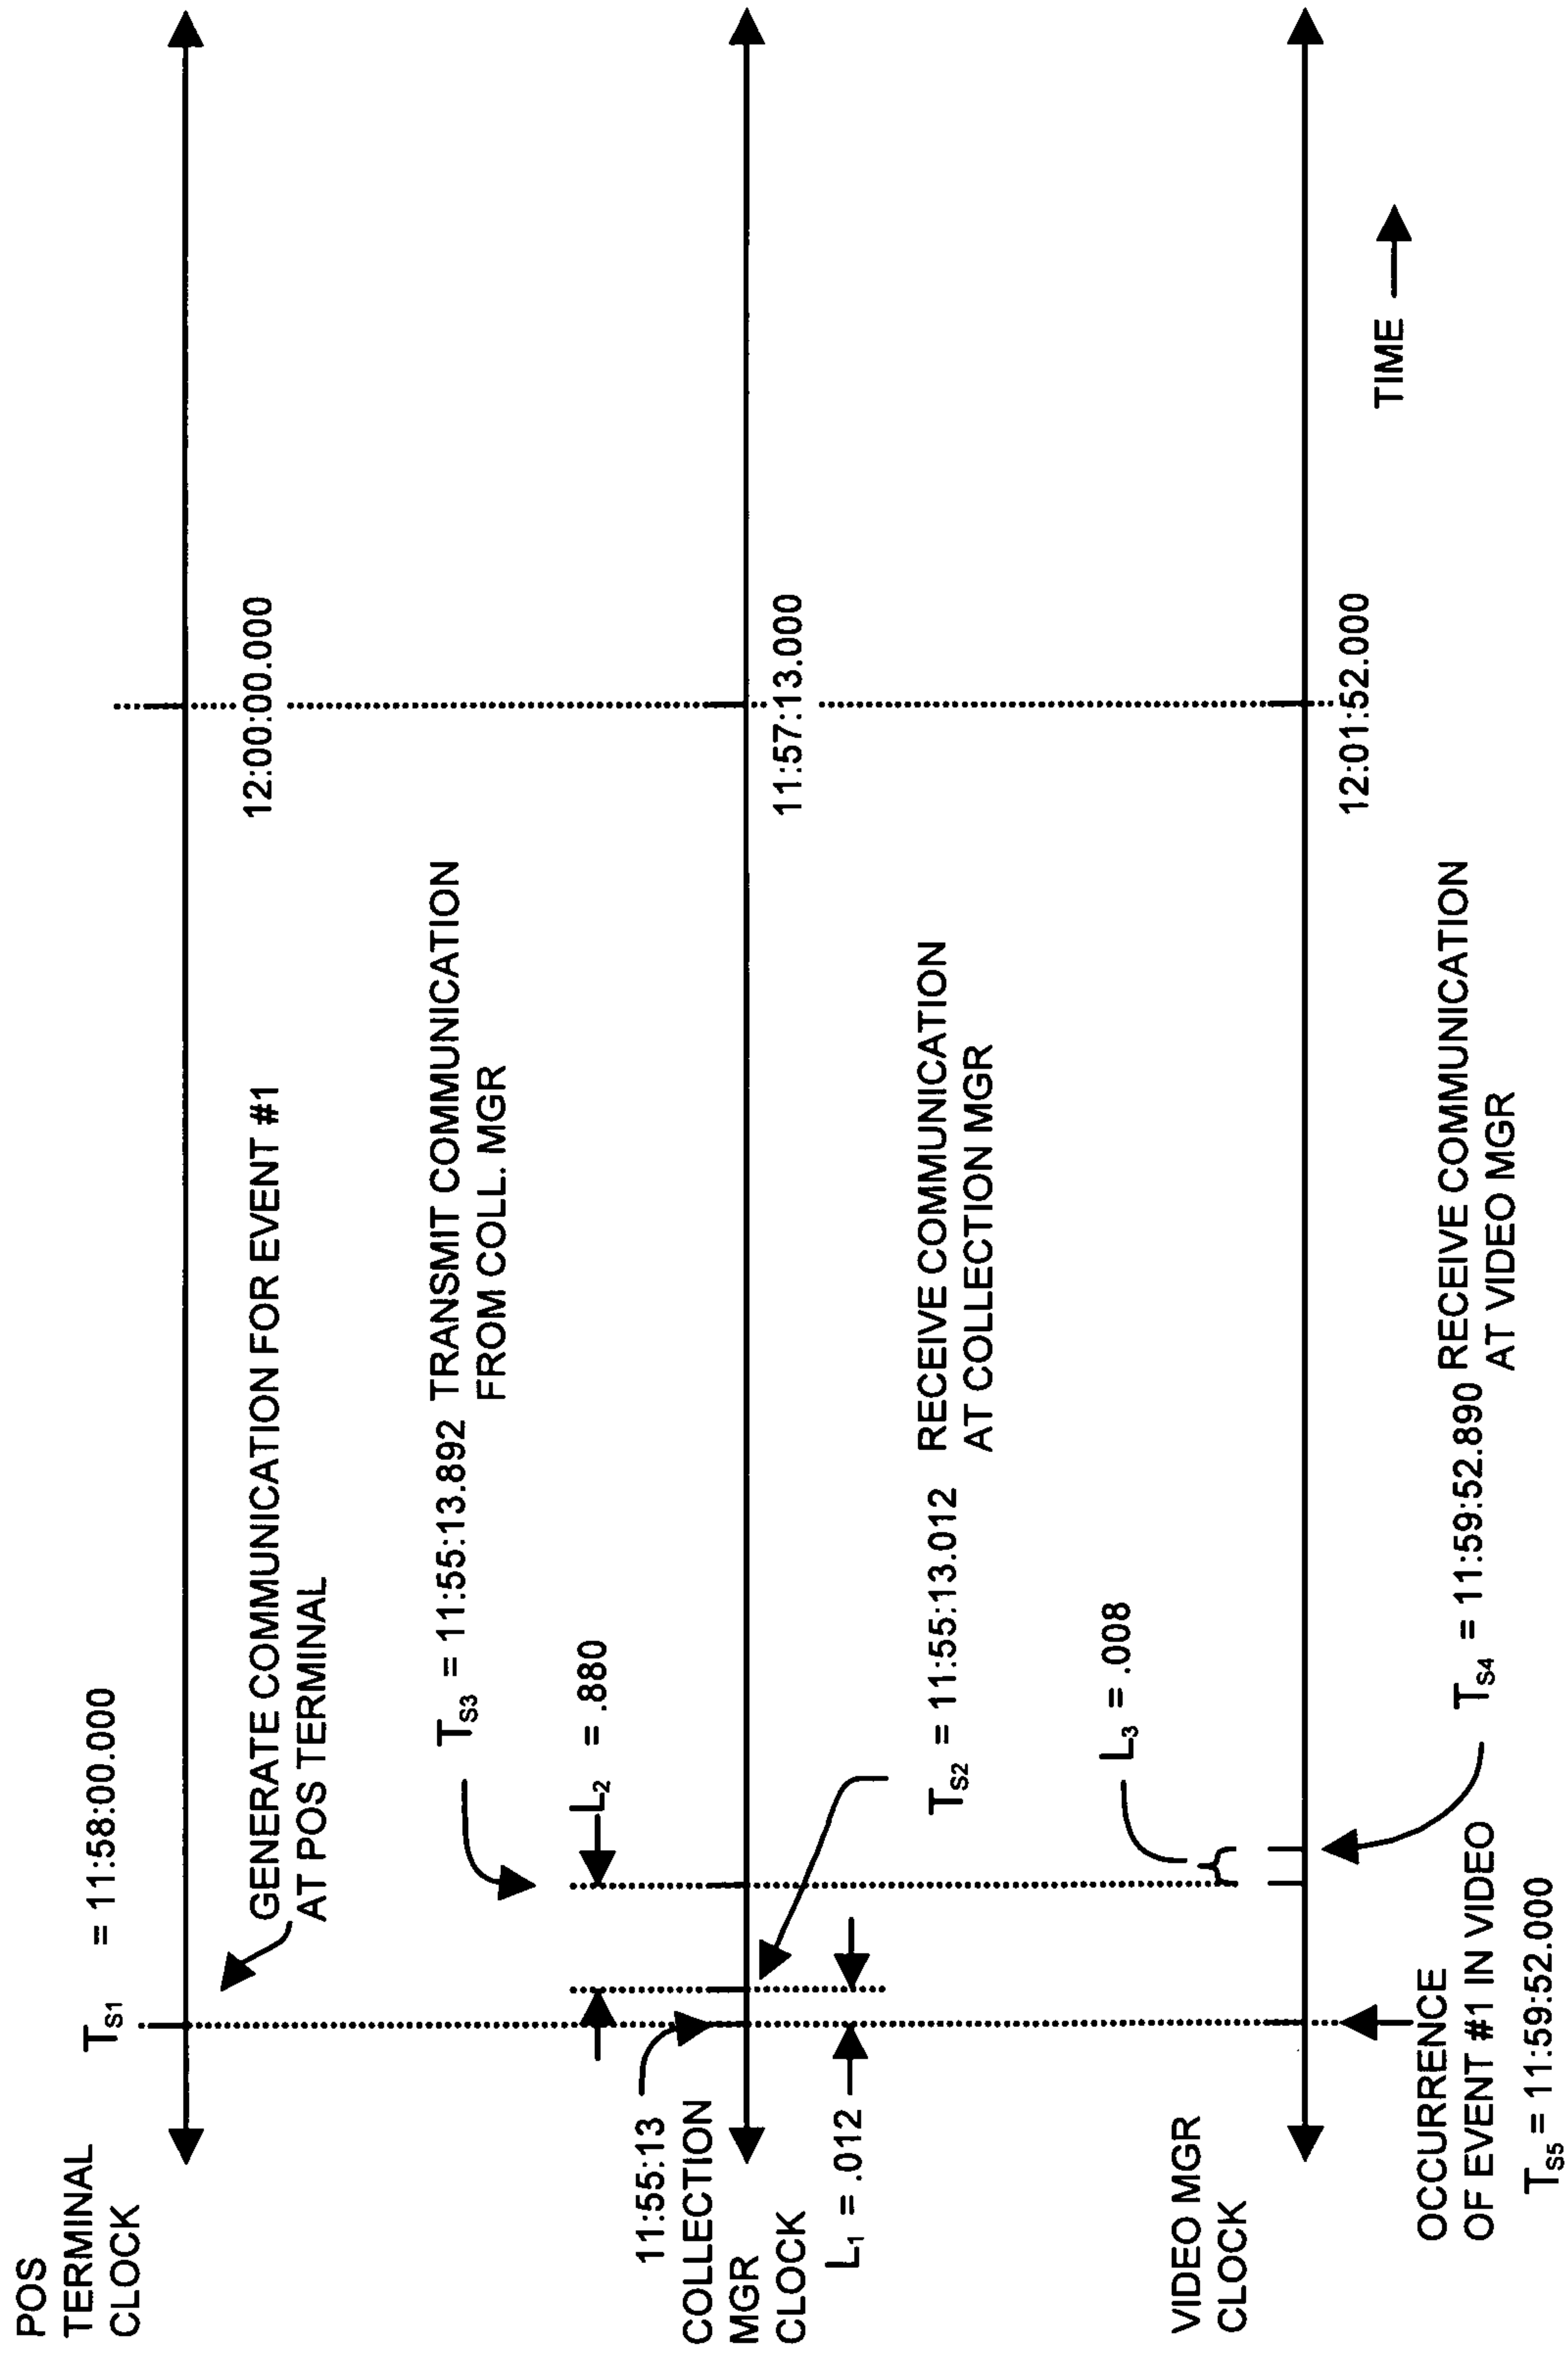 POS
TERMINAL
CLOCK
T_S1 = 11:58:00.000
GENERATE COMMUNICATION FOR EVENT #1
AT POS TERMINAL
12:00:00.000
T_S3 = 11:55:13.892 TRANSMIT COMMUNICATION
FROM COLL. MGR
L_2 = .880
11:55:13
COLLECTION
MGR
CLOCK
11:57:13.000
L_1 = .012
T_S2 = 11:55:13.012 RECEIVE COMMUNICATION
AT COLLECTION MGR
L_3 = .008
VIDEO MGR
CLOCK
12:01:52.000
TIME
OCCURRENCE
OF EVENT #1 IN VIDEO
T_S5 = 11:59:52.000
T_S4 = 11:59:52.890 RECEIVE COMMUNICATION
AT VIDEO MGR